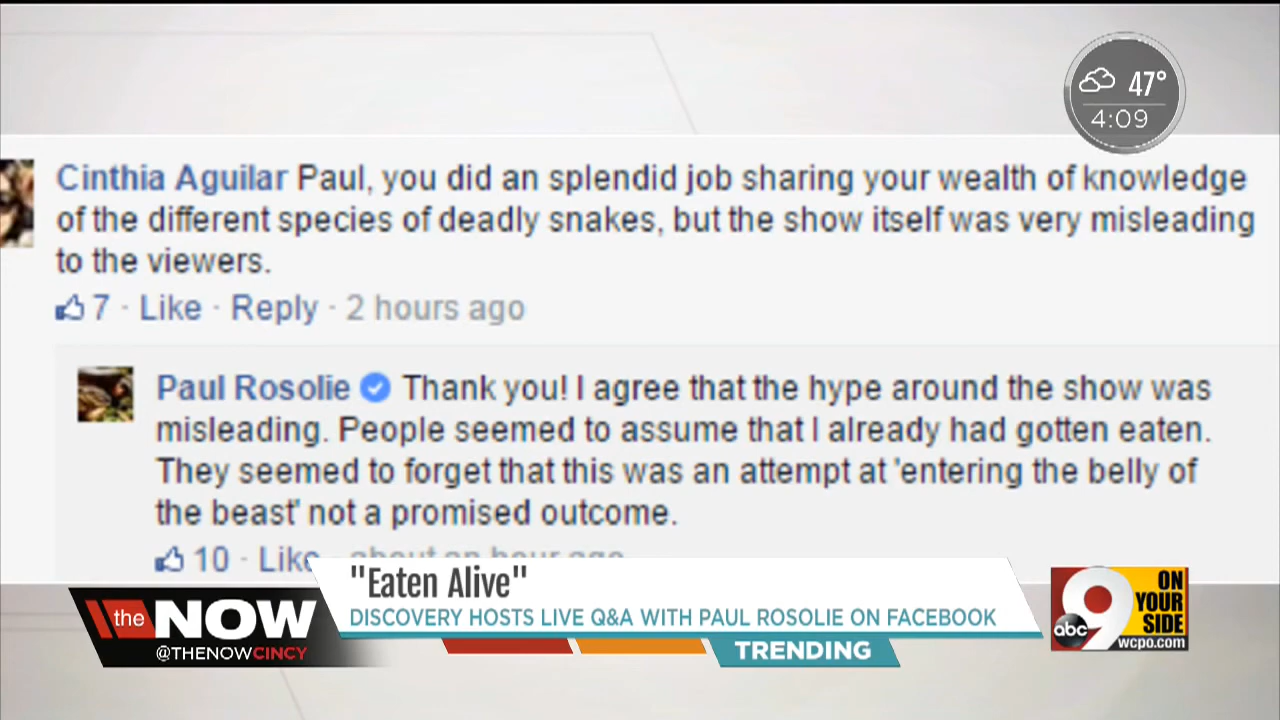 47°
4:09
Cinthia Aguilar Paul, you did an splendid job sharing your wealth of knowledge
of the different species of deadly snakes, but the show itself was very misleading
to the viewers.
7 · Like · Reply · 2 hours ago
Paul Rosolie Thank you! I agree that the hype around the show was
misleading. People seemed to assume that I already had gotten eaten.
They seemed to forget that this was an attempt at 'entering the belly of
the beast' not a promised outcome.
10 · Like · about an hour ago
"Eaten Alive"
DISCOVERY HOSTS LIVE Q&A WITH PAUL ROSOLIE ON FACEBOOK
the NOW
@THENOWCINCY
TRENDING
abc 9 ON
YOUR
SIDE
wcpo.com